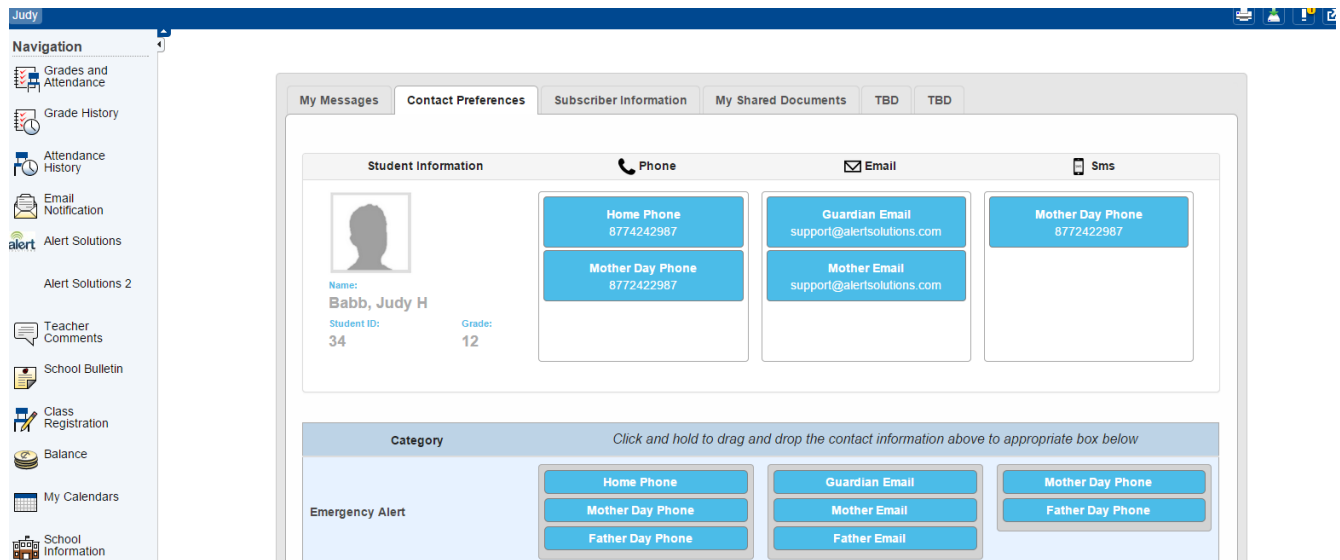 Judy
Navigation
Grades and
Attendance
Grade History
Attendance
History
Email
Notification
alert
Alert Solutions
Alert Solutions 2
Teacher
Comments
School Bulletin
Class
Registration
Balance
My Calendars
School
Information
My Messages
Contact Preferences
Subscriber Information
My Shared Documents
TBD
TBD
Student Information
Phone
Email
Sms
Name:
Babb, Judy H
Student ID:
Grade:
34
12
Home Phone
8774242987
Mother Day Phone
8772422987
Guardian Email
support@alertsolutions.com
Mother Email
support@alertsolutions.com
Mother Day Phone
8772422987
Category
Click and hold to drag and drop the contact information above to appropriate box below
Emergency Alert
Home Phone
Mother Day Phone
Father Day Phone
Guardian Email
Mother Email
Father Email
Mother Day Phone
Father Day Phone